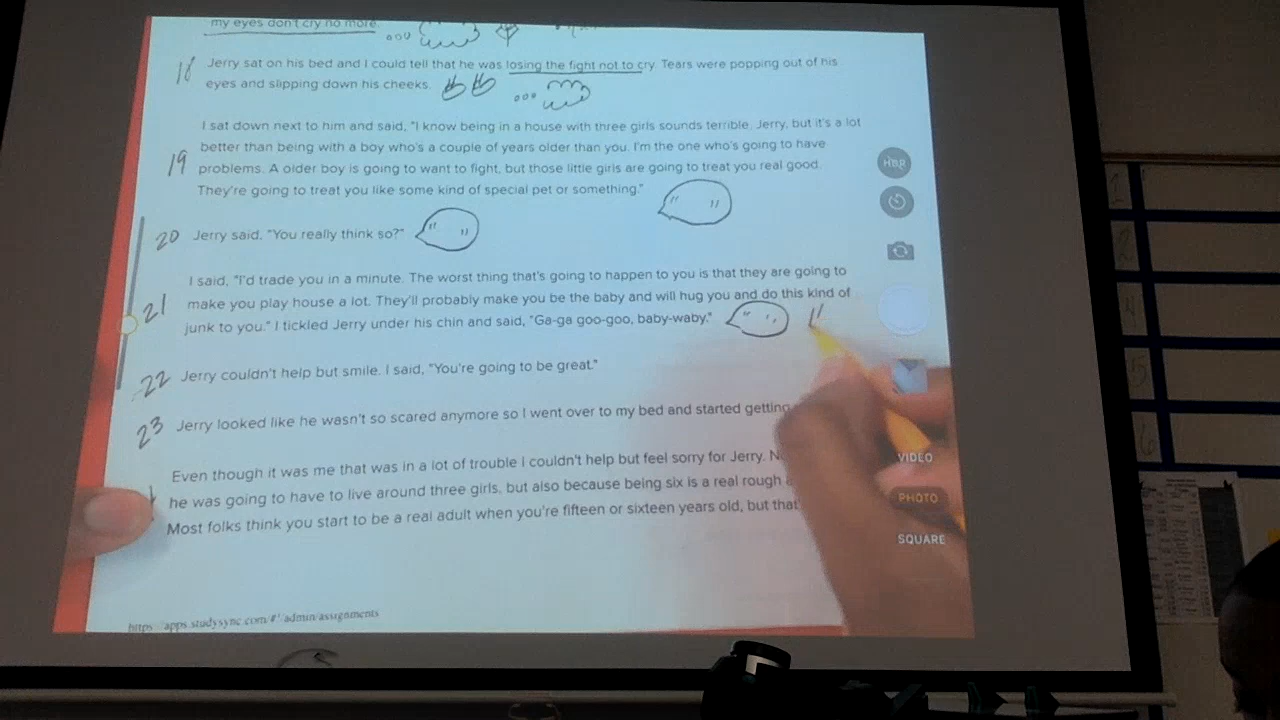 my eyes don't cry no more.
18 Jerry sat on his bed and I could tell that he was losing the fight not to cry. Tears were popping out of his
eyes and slipping down his cheeks.
I sat down next to him and said, "I know being in a house with three girls sounds terrible, Jerry, but it's a lot
better than being with a boy who's a couple of years older than you. I'm the one who's going to have
19 problems. A older boy is going to want to fight, but those little girls are going to treat you real good.
They're going to treat you like some kind of special pet or something."
20 Jerry said, "You really think so?"
I said, "I'd trade you in a minute. The worst thing that's going to happen to you is that they are going to
21 make you play house a lot. They'll probably make you be the baby and will hug you and do this kind of
junk to you." I tickled Jerry under his chin and said, "Ga-ga goo-goo, baby-waby."
22 Jerry couldn't help but smile. I said, "You're going to be great."
23 Jerry looked like he wasn't so scared anymore so I went over to my bed and started getting
Even though it was me that was in a lot of trouble I couldn't help but feel sorry for Jerry.
he was going to have to live around three girls, but also because being six is a real rough
Most folks think you start to be a real adult when you're fifteen or sixteen years old, but that
https://apps.studysync.com/#!/admin/assignments
HDR
VIDEO
PHOTO
SQUARE
1
2
4
5
6